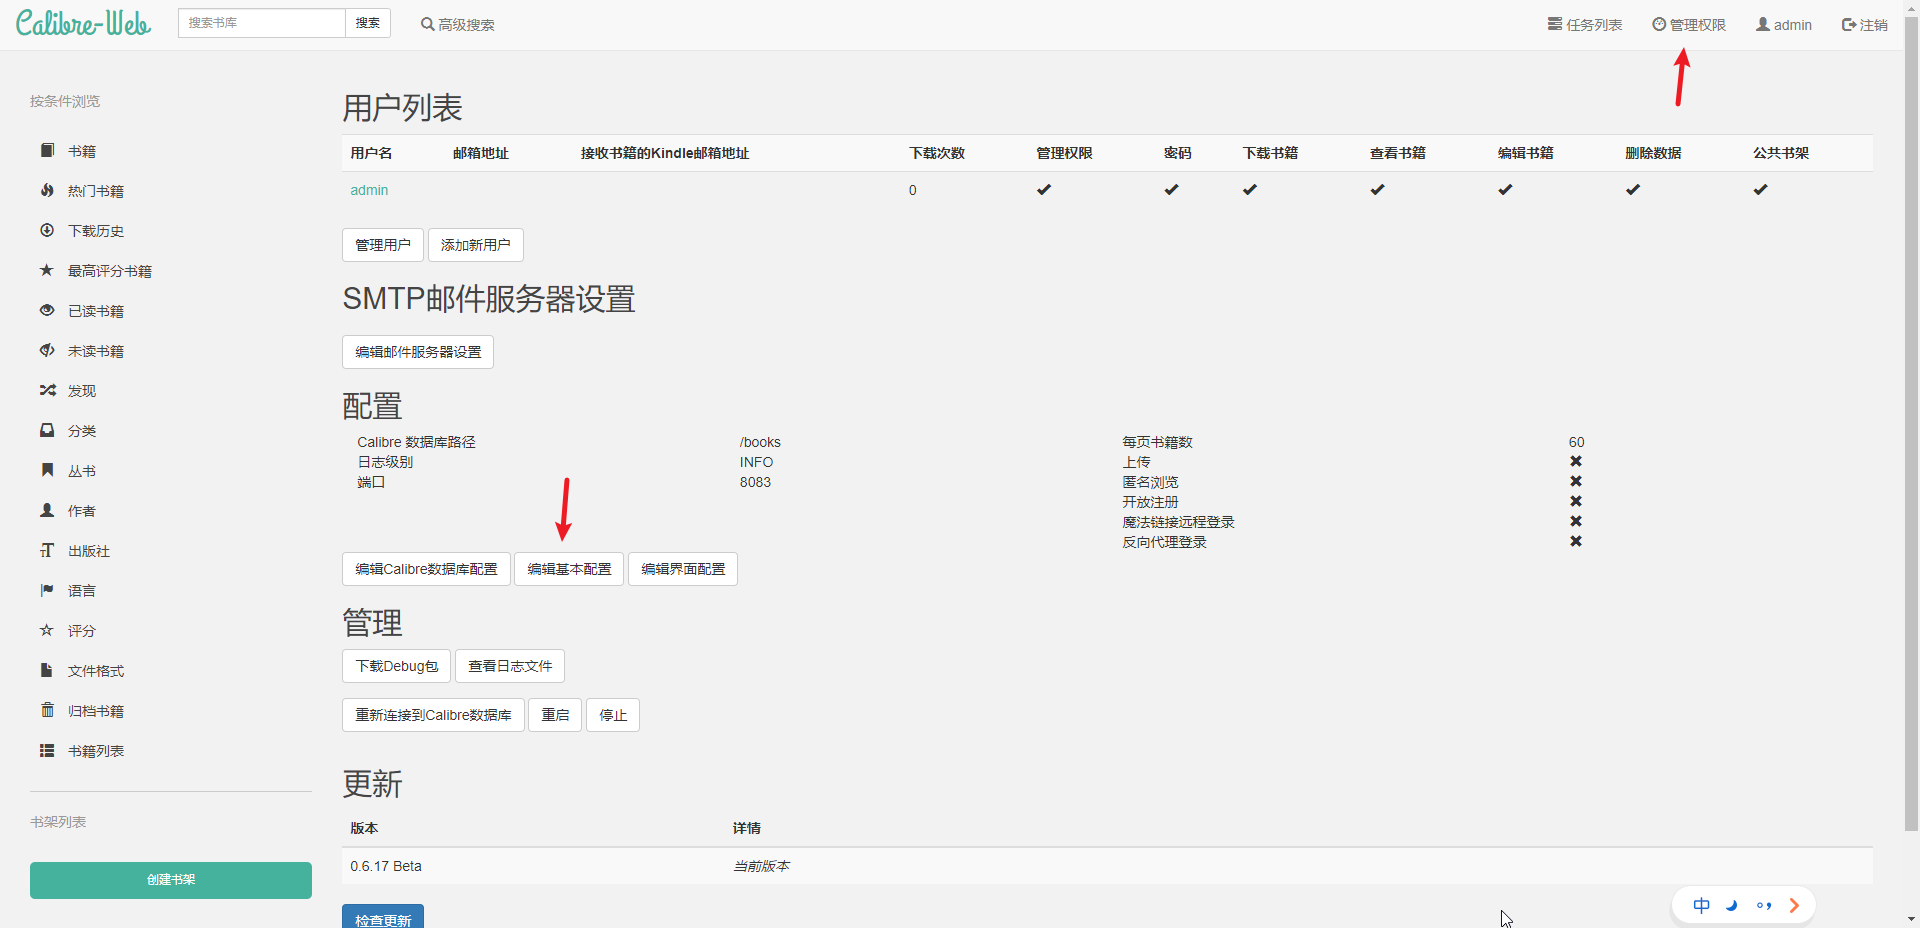 Calibre-Web 搜索书库 搜索 高级搜索 任务列表 管理权限 admin 注销
按条件浏览
书籍
热门书籍
下载历史
最高评分书籍
已读书籍
未读书籍
发现
分类
丛书
作者
出版社
语言
评分
文件格式
归档书籍
书籍列表
书架列表
创建书架
用户列表
用户名 邮箱地址 接收书籍的Kindle邮箱地址 下载次数 管理权限 密码 下载书籍 查看书籍 编辑书籍 删除数据 公共书架
admin 0
管理用户 添加新用户
SMTP邮件服务器设置
编辑邮件服务器设置
配置
Calibre 数据库路径 /books 每页书籍数 60
日志级别 INFO 上传
端口 8083 匿名浏览
开放注册
魔法链接远程登录
反向代理登录
编辑Calibre数据库配置 编辑基本配置 编辑界面配置
管理
下载Debug包 查看日志文件
重新连接到Calibre数据库 重启 停止
更新
版本 详情
0.6.17 Beta 当前版本
检查更新
中